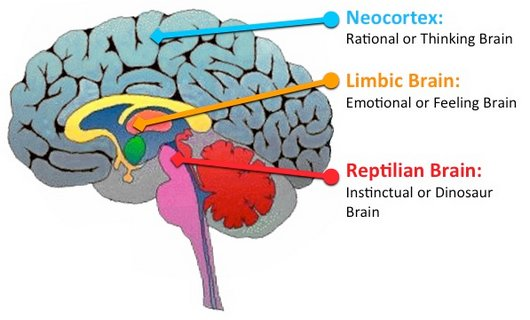 Neocortex:
Rational or Thinking Brain
Limbic Brain:
Emotional or Feeling Brain
Reptilian Brain:
Instinctual or Dinosaur
Brain